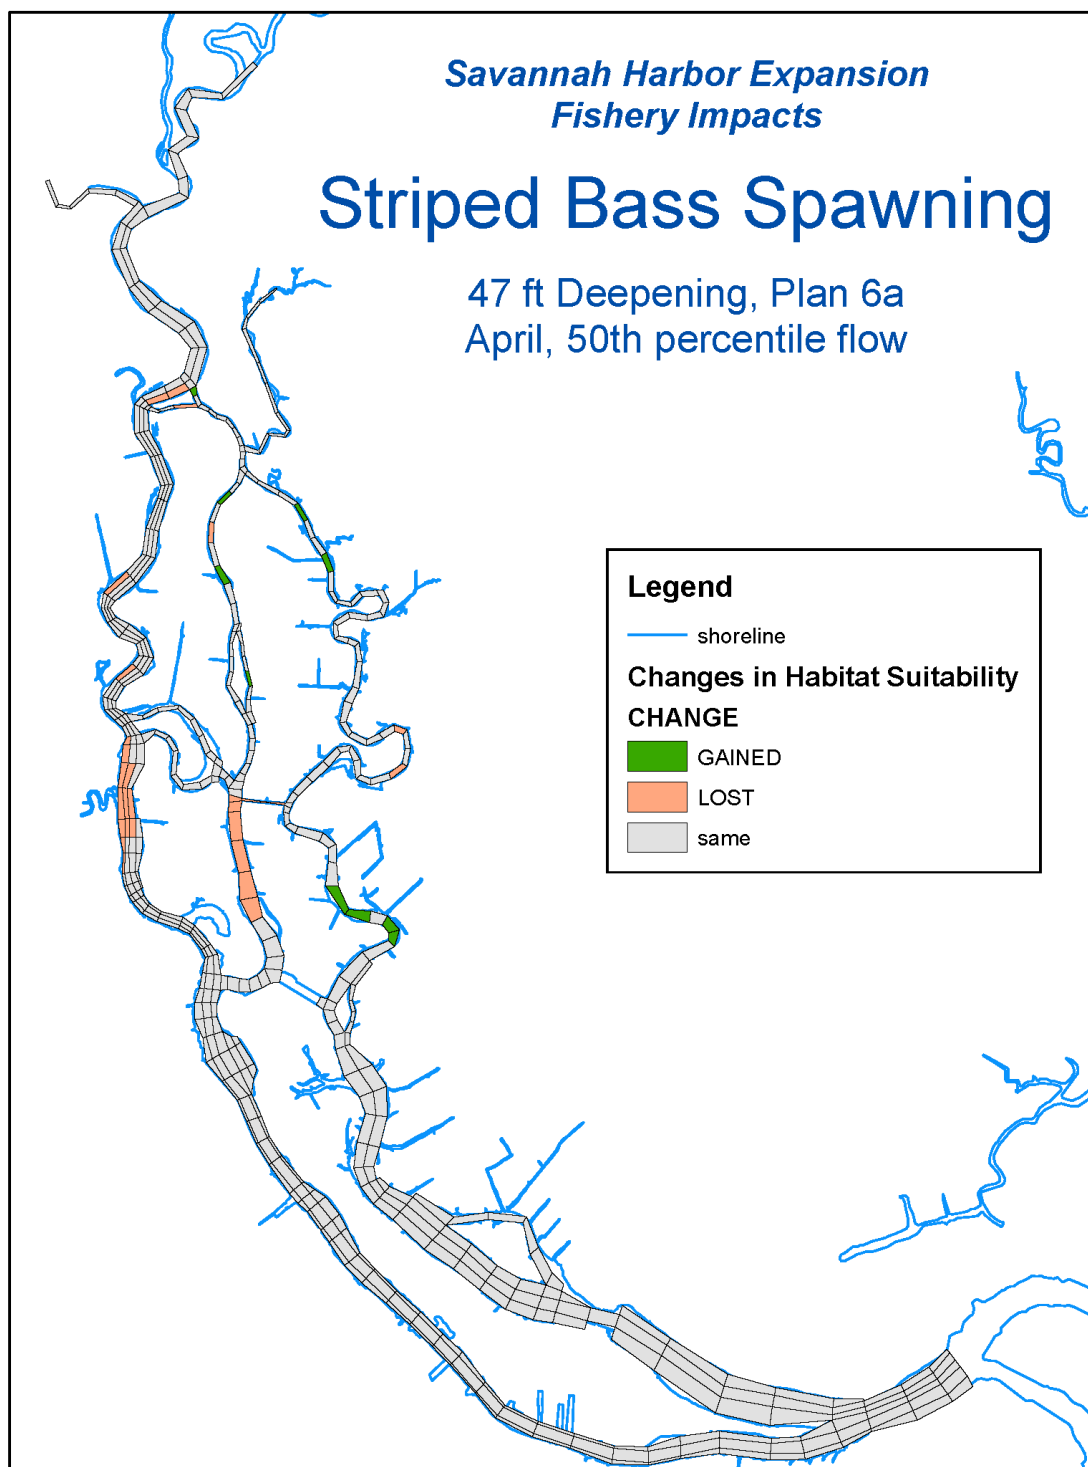 Savannah Harbor Expansion
Fishery Impacts
Striped Bass Spawning
47 ft Deepening, Plan 6a
April, 50th percentile flow
Legend
shoreline
Changes in Habitat Suitability
CHANGE
GAINED
LOST
same